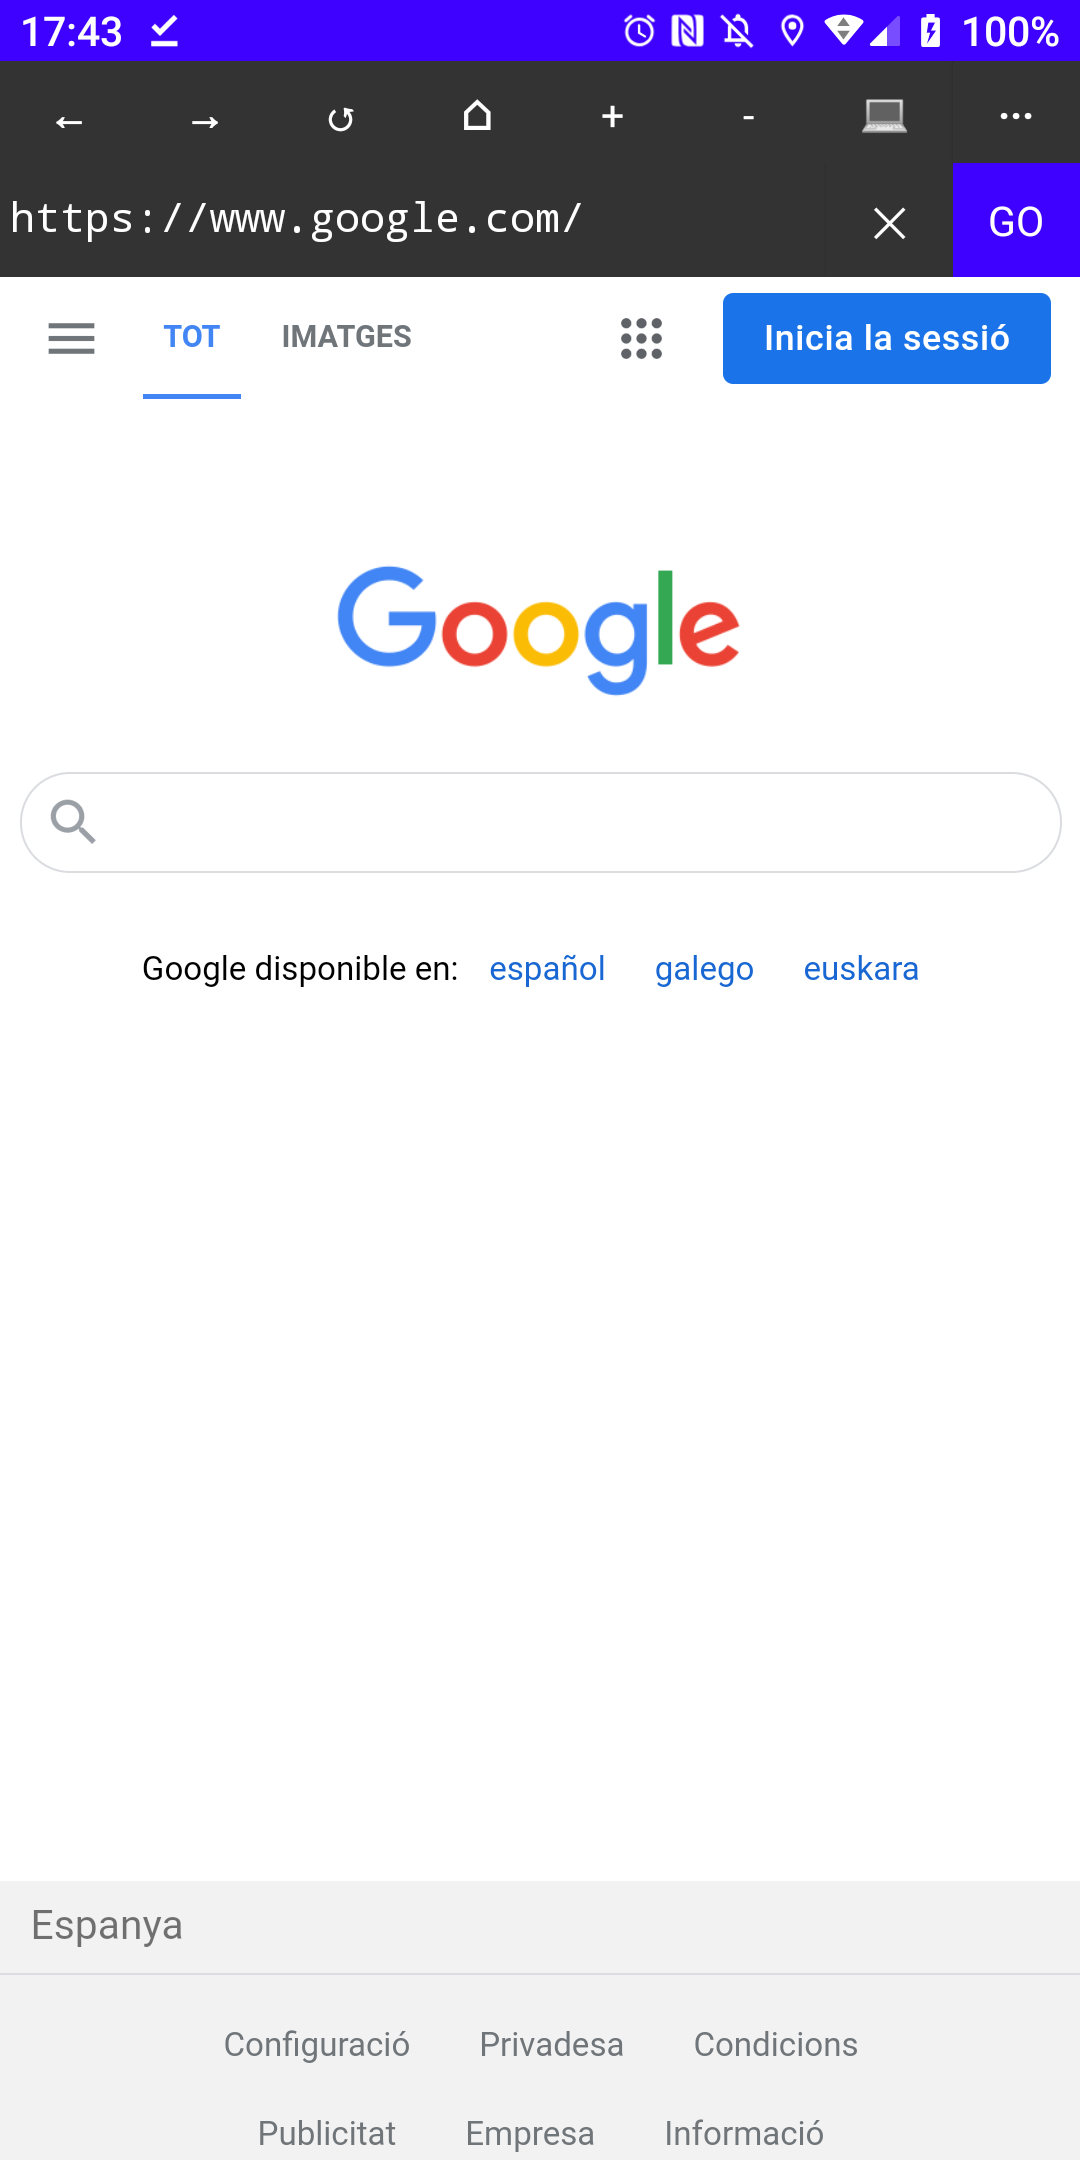 17:43 100%
← → ↺ + - ...
https://www.google.com/ GO
TOT IMATGES Inicia la sessió
Google
Google disponible en: español galego euskara
Espanya
Configuració Privadesa Condicions
Publicitat Empresa Informació